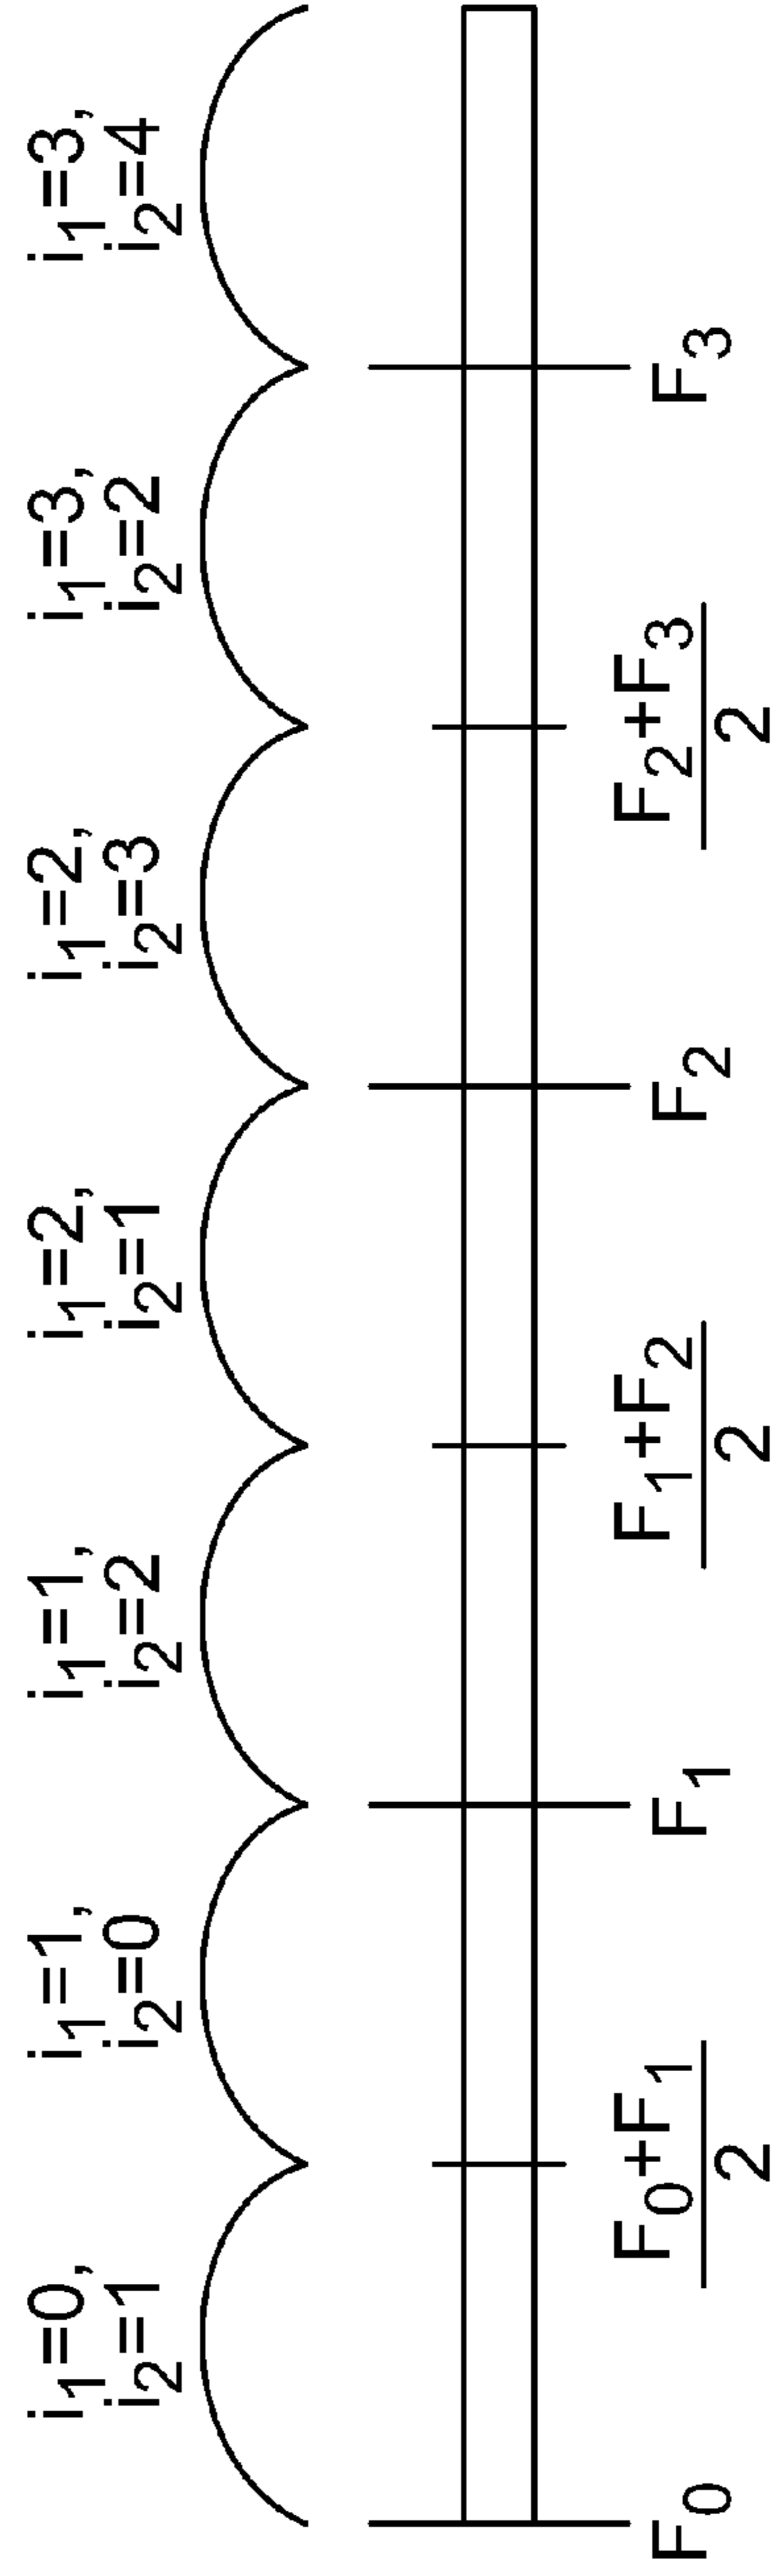 i₁=0,
i₂=1
i₁=1,
i₂=0
i₁=1,
i₂=2
i₁=2,
i₂=1
i₁=2,
i₂=3
i₁=3,
i₂=2
i₁=3,
i₂=4
F₀
F₀+F₁
2
F₁
F₁+F₂
2
F₂
F₂+F₃
2
F₃